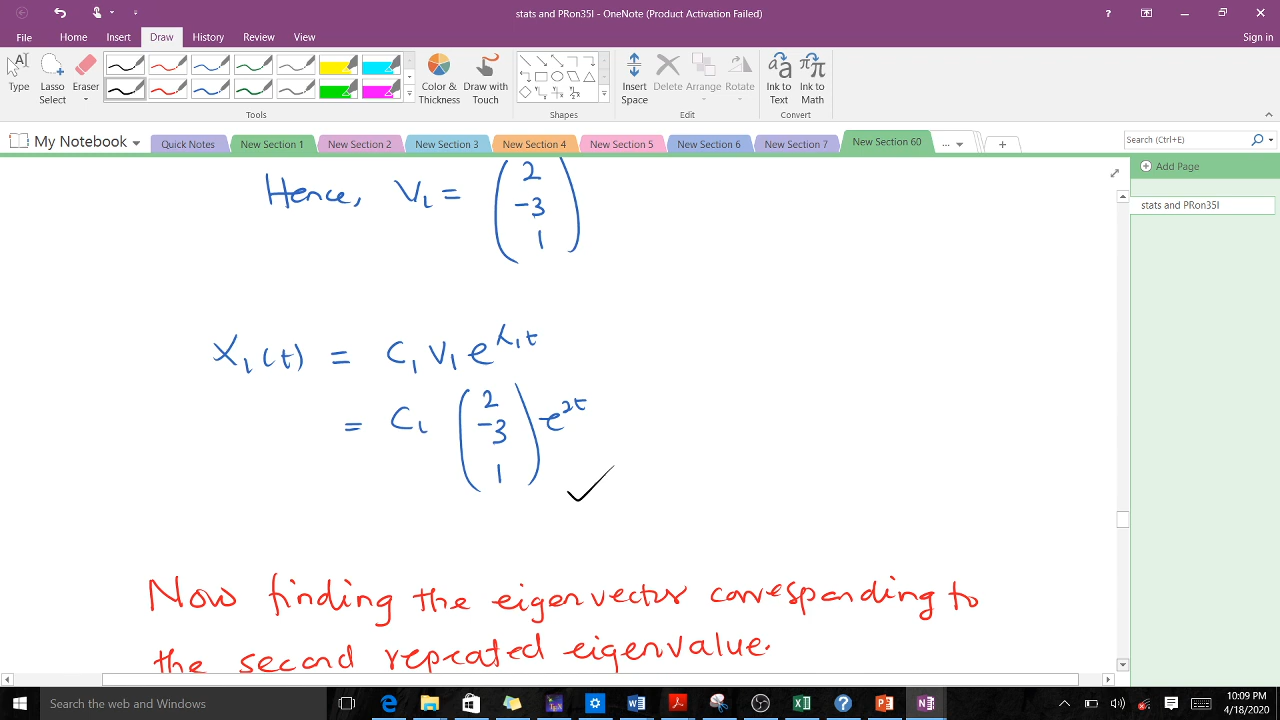 stats and PRon35I - OneNote (Product Activation Failed)
File Home Insert Draw History Review View
Sign in
Type Lasso Select Eraser Color & Thickness Draw with Touch Insert Space Delete Arrange Rotate Ink to Text Ink to Math
Tools Shapes Edit Convert
My Notebook Quick Notes New Section 1 New Section 2 New Section 3 New Section 4 New Section 5 New Section 6 New Section 7 New Section 60 ... Search (Ctrl+E)
Add Page
stats and PRon35I
Hence, V₁ = (2 -3 1)
X₁(t) = C₁ V₁ e^λ₁t
= C₁ (2 -3 1) e^2t
Now finding the eigenvector corresponding to
the second repeated eigenvalue.
Search the web and Windows
10:09 PM
4/18/2020